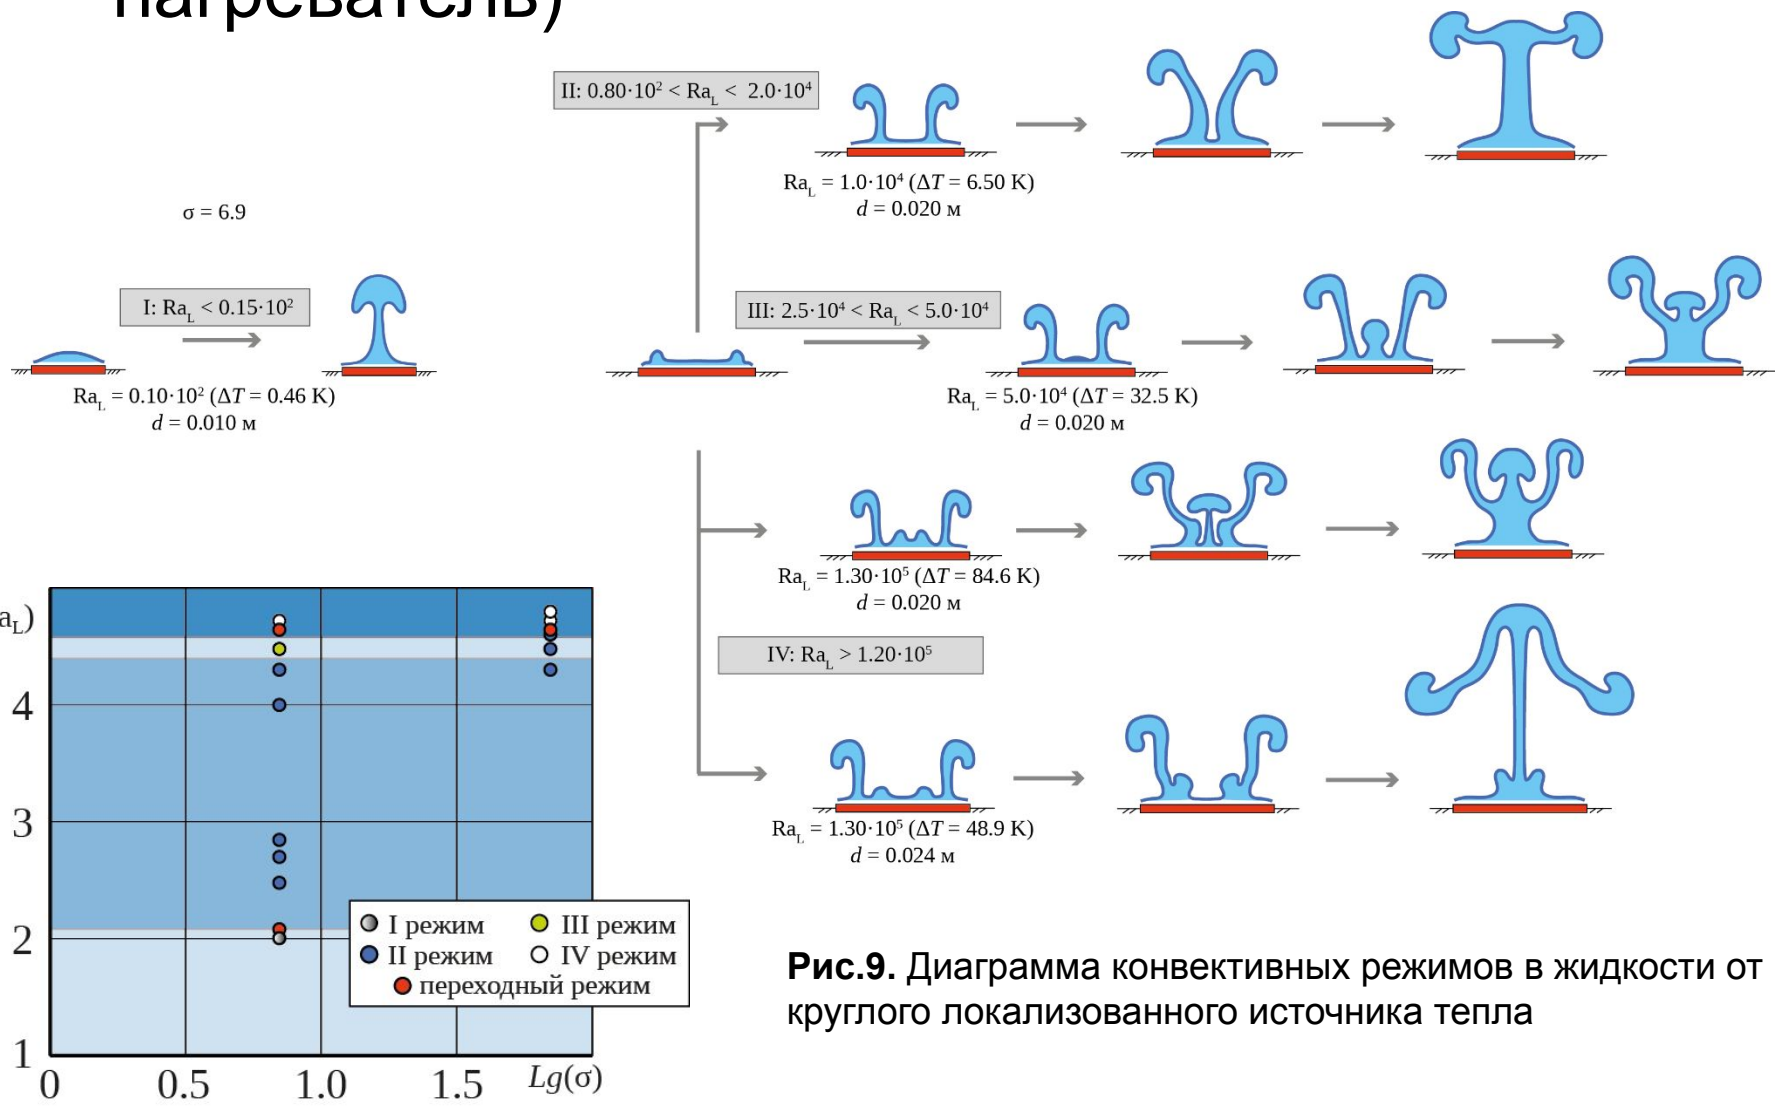 нагреватель)
II: 0.80·10² < Ra_L < 2.0·10⁴
Ra_L = 1.0·10⁴ (ΔT = 6.50 K)
d = 0.020 м
σ = 6.9
I: Ra_L < 0.15·10²
Ra_L = 0.10·10² (ΔT = 0.46 K)
d = 0.010 м
III: 2.5·10⁴ < Ra_L < 5.0·10⁴
Ra_L = 5.0·10⁴ (ΔT = 32.5 K)
d = 0.020 м
Ra_L = 1.30·10⁵ (ΔT = 84.6 K)
d = 0.020 м
IV: Ra_L > 1.20·10⁵
Ra_L = 1.30·10⁵ (ΔT = 48.9 K)
d = 0.024 м
a_L)
4
3
2
1
0 0.5 1.0 1.5 Lg(σ)
I режим III режим
II режим IV режим
переходный режим
Рис.9. Диаграмма конвективных режимов в жидкости от
круглого локализованного источника тепла